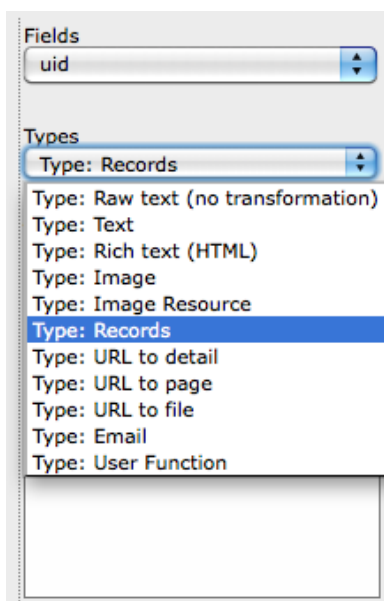 Fields
uid
Types
Type: Records
Type: Raw text (no transformation)
Type: Text
Type: Rich text (HTML)
Type: Image
Type: Image Resource
Type: Records
Type: URL to detail
Type: URL to page
Type: URL to file
Type: Email
Type: User Function